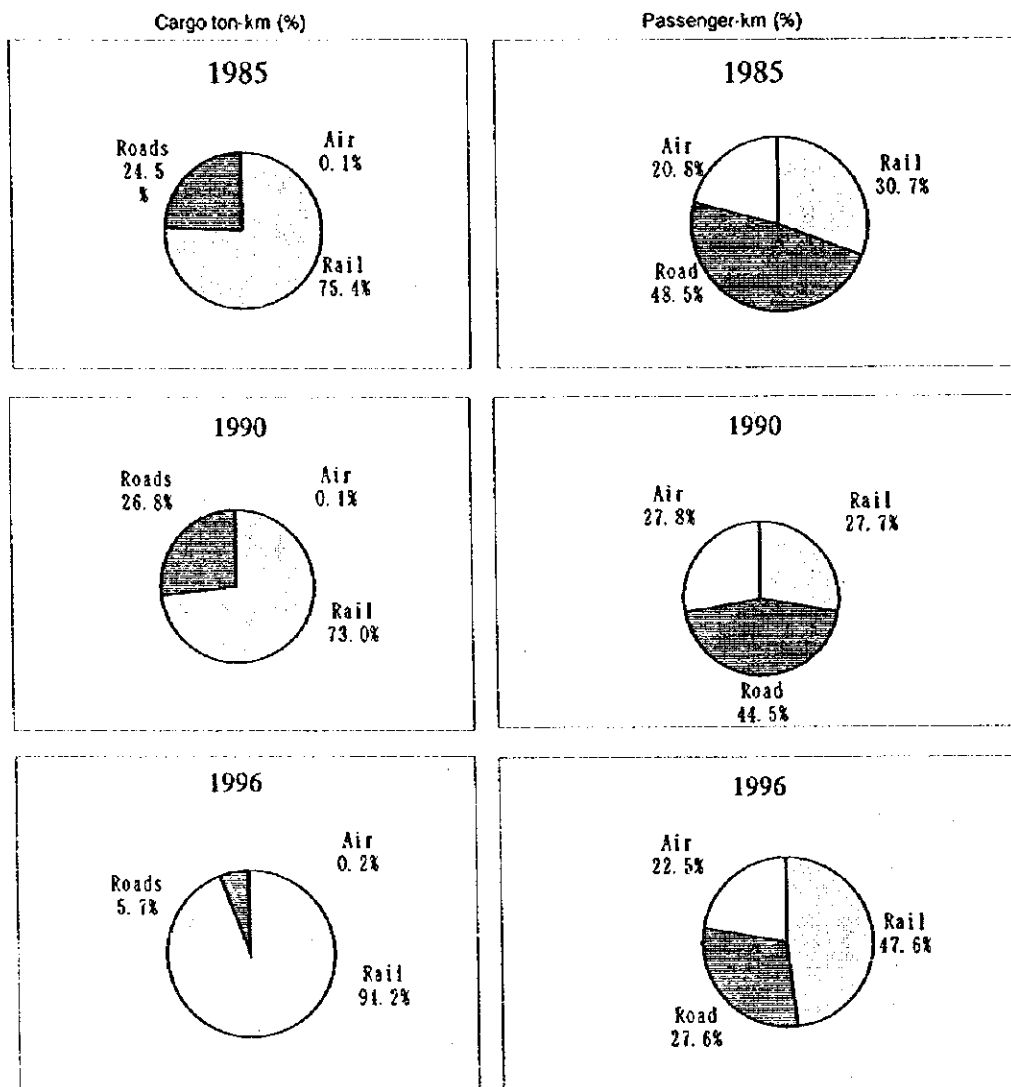 Cargo ton-km (%)
Passenger-km (%)
1985
Roads
24.5
%
Air
0.1%
Rail
75.4%
1985
Air
20.8%
Rail
30.7%
Road
48.5%
1990
Roads
26.8%
Air
0.1%
Rail
73.0%
1990
Air
27.8%
Rail
27.7%
Road
44.5%
1996
Air
0.2%
Roads
5.7%
Rail
94.2%
1996
Air
22.5%
Rail
47.6%
Road
27.6%